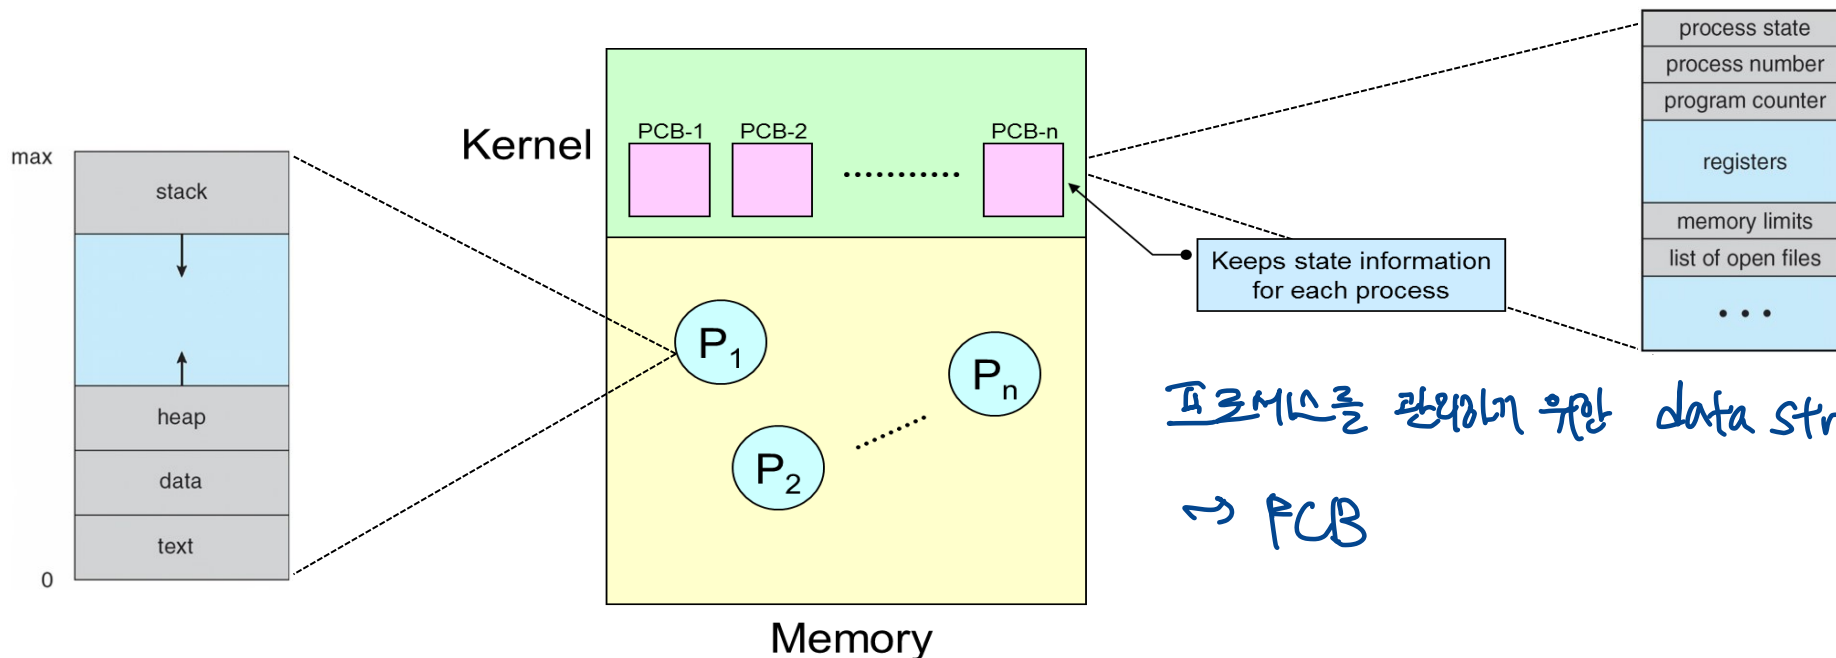 process state
process number
program counter
registers
memory limits
list of open files
• • •
Kernel
PCB-1 PCB-2 PCB-n
max
stack
heap
data
text
0
Keeps state information
for each process
P1
P2
Pn
프로세스를 관리하기 위한 data str
↝ PCB
Memory